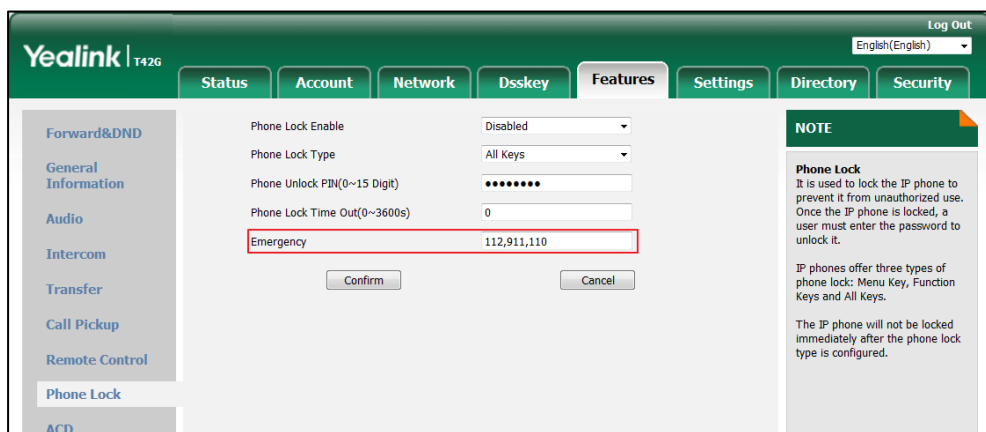 Log Out
Yealink T42G
English(English)
Status Account Network Dsskey Features Settings Directory Security
Forward&DND
General
Information
Audio
Intercom
Transfer
Call Pickup
Remote Control
Phone Lock
ACD
Phone Lock Enable Disabled
Phone Lock Type All Keys
Phone Unlock PIN(0~15 Digit) ••••••••
Phone Lock Time Out(0~3600s) 0
Emergency 112,911,110
Confirm Cancel
NOTE
Phone Lock
It is used to lock the IP phone to
prevent it from unauthorized use.
Once the IP phone is locked, a
user must enter the password to
unlock it.
IP phones offer three types of
phone lock: Menu Key, Function
Keys and All Keys.
The IP phone will not be locked
immediately after the phone lock
type is configured.